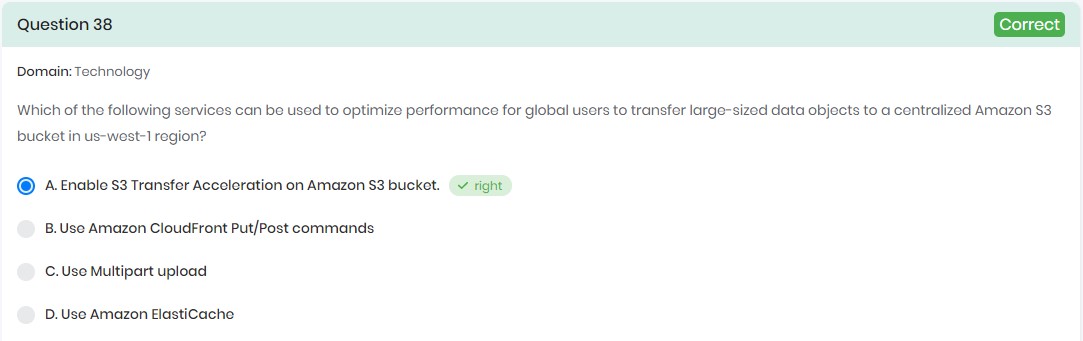 Question 38
Correct
Domain: Technology
Which of the following services can be used to optimize performance for global users to transfer large-sized data objects to a centralized Amazon S3
bucket in us-west-1 region?
A. Enable S3 Transfer Acceleration on Amazon S3 bucket.
right
B. Use Amazon CloudFront Put/Post commands
C. Use Multipart upload
D. Use Amazon ElastiCache